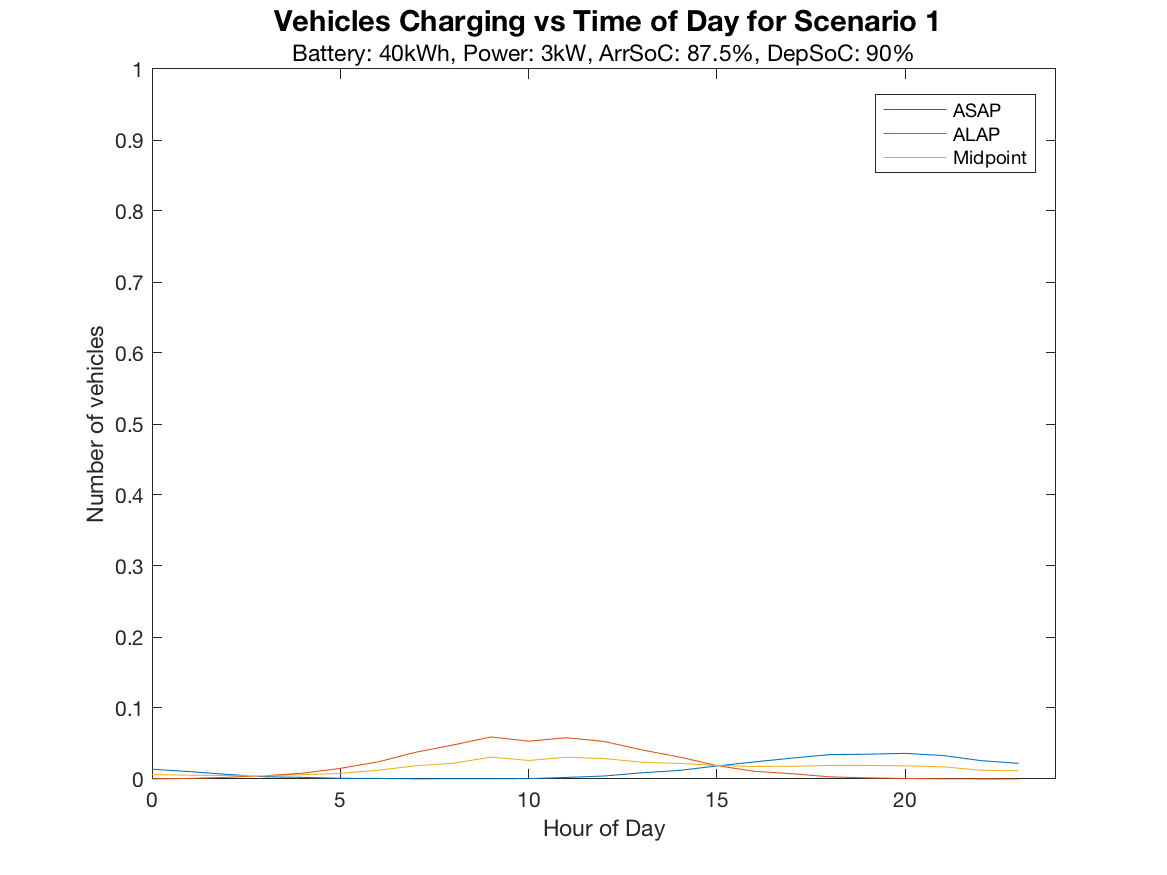 Vehicles Charging vs Time of Day for Scenario 1
Battery: 40kWh, Power: 3kW, ArrSoC: 87.5%, DepSoC: 90%
1
0.9
0.8
0.7
0.6
0.5
0.4
0.3
0.2
0.1
0
Number of vehicles
ASAP
ALAP
Midpoint
0 5 10 15 20
Hour of Day